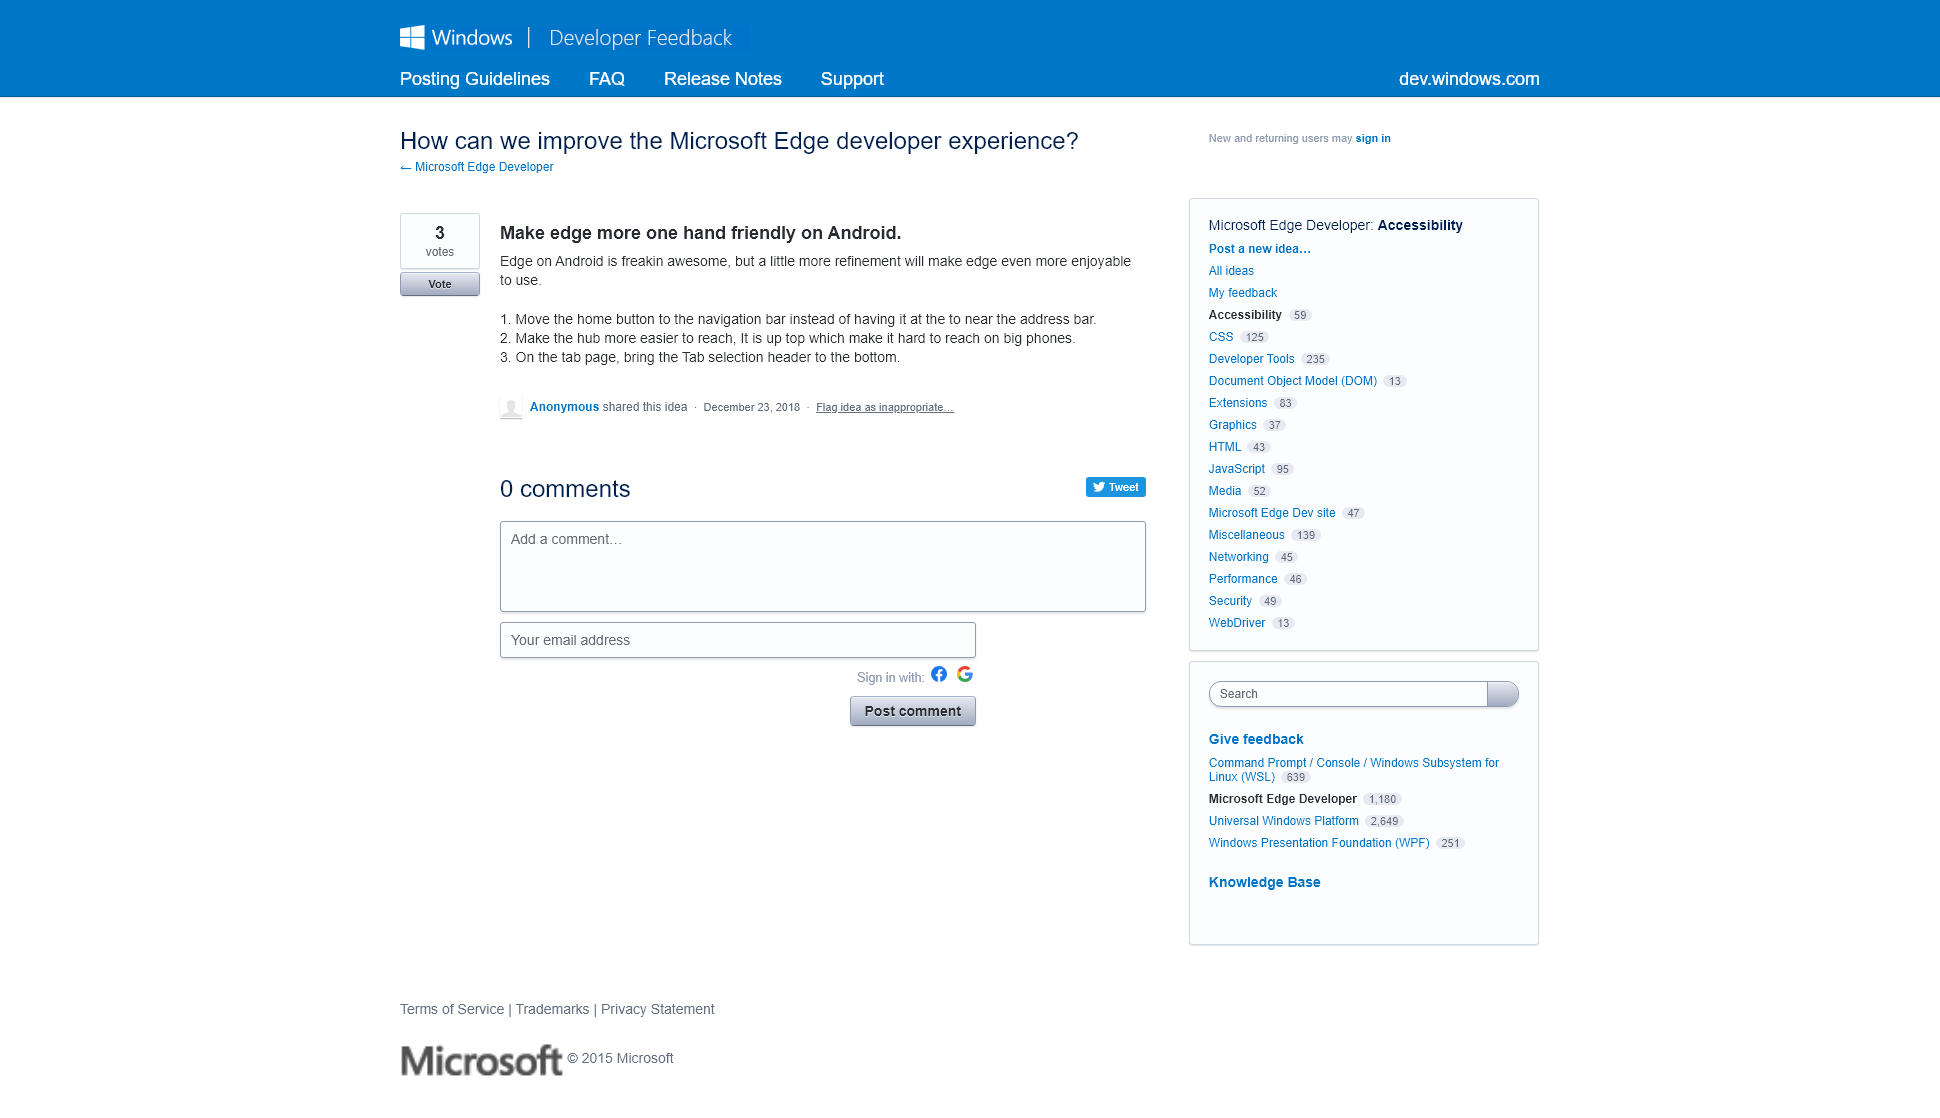 Windows | Developer Feedback
Posting Guidelines FAQ Release Notes Support dev.windows.com
How can we improve the Microsoft Edge developer experience?
← Microsoft Edge Developer
New and returning users may sign in
3
votes
Vote
Make edge more one hand friendly on Android.
Edge on Android is freakin awesome, but a little more refinement will make edge even more enjoyable
to use.
1. Move the home button to the navigation bar instead of having it at the to near the address bar.
2. Make the hub more easier to reach, It is up top which make it hard to reach on big phones.
3. On the tab page, bring the Tab selection header to the bottom.
Anonymous shared this idea · December 23, 2018 · Flag idea as inappropriate…
0 comments
Tweet
Add a comment…
Your email address
Sign in with:
Post comment
Microsoft Edge Developer: Accessibility
Post a new idea…
All ideas
My feedback
Accessibility 59
CSS 125
Developer Tools 235
Document Object Model (DOM) 13
Extensions 83
Graphics 37
HTML 43
JavaScript 95
Media 52
Microsoft Edge Dev site 47
Miscellaneous 139
Networking 45
Performance 46
Security 49
WebDriver 13
Search
Give feedback
Command Prompt / Console / Windows Subsystem for
Linux (WSL) 639
Microsoft Edge Developer 1,180
Universal Windows Platform 2,649
Windows Presentation Foundation (WPF) 251
Knowledge Base
Terms of Service | Trademarks | Privacy Statement
Microsoft © 2015 Microsoft